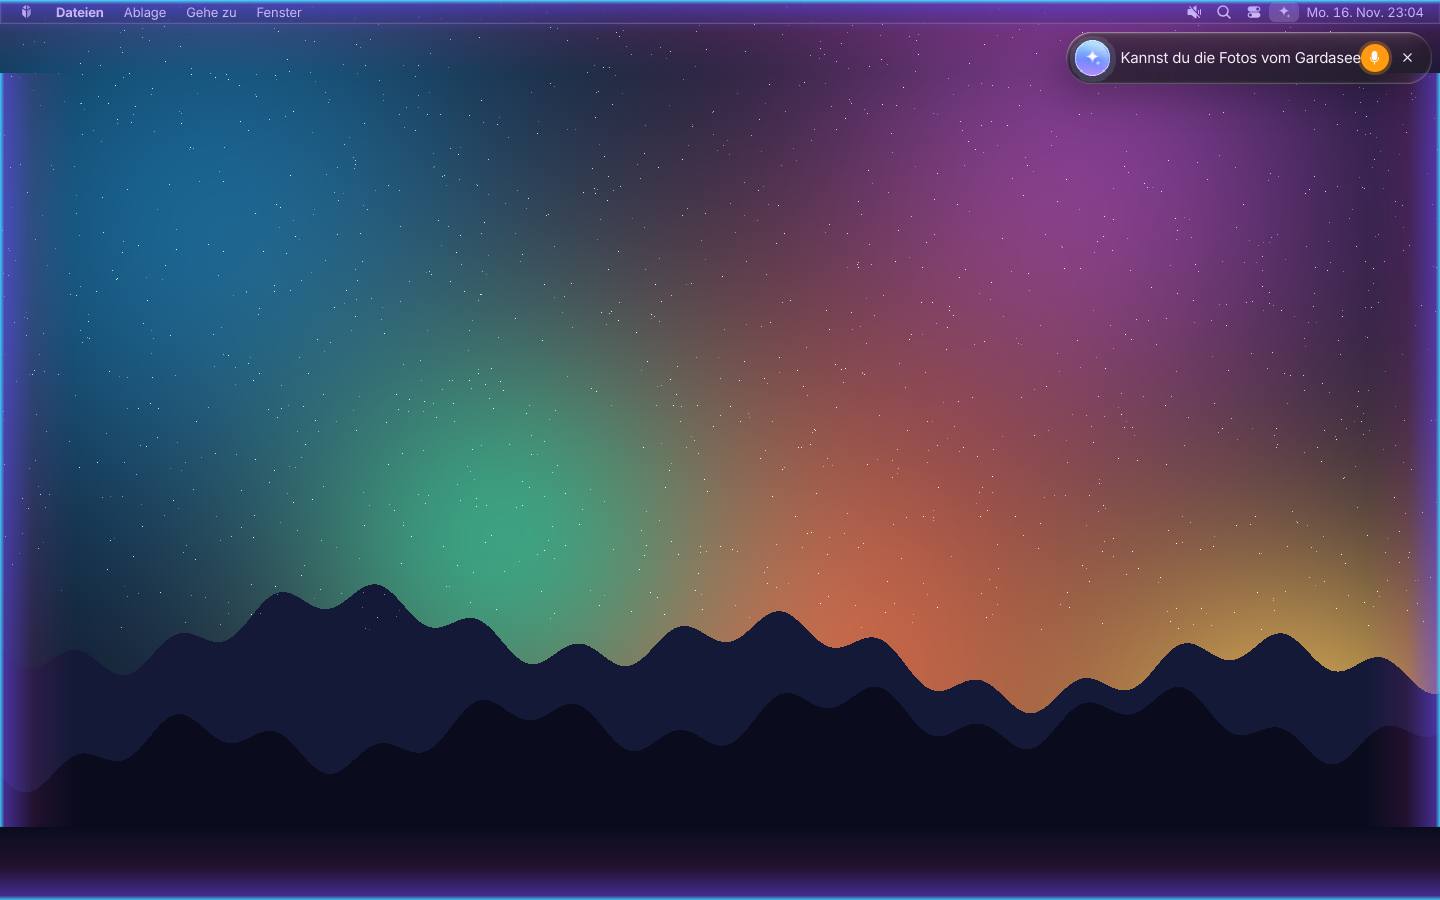 Dateien Ablage Gehe zu Fenster Mo. 16. Nov. 23:04
Kannst du die Fotos vom Gardasee